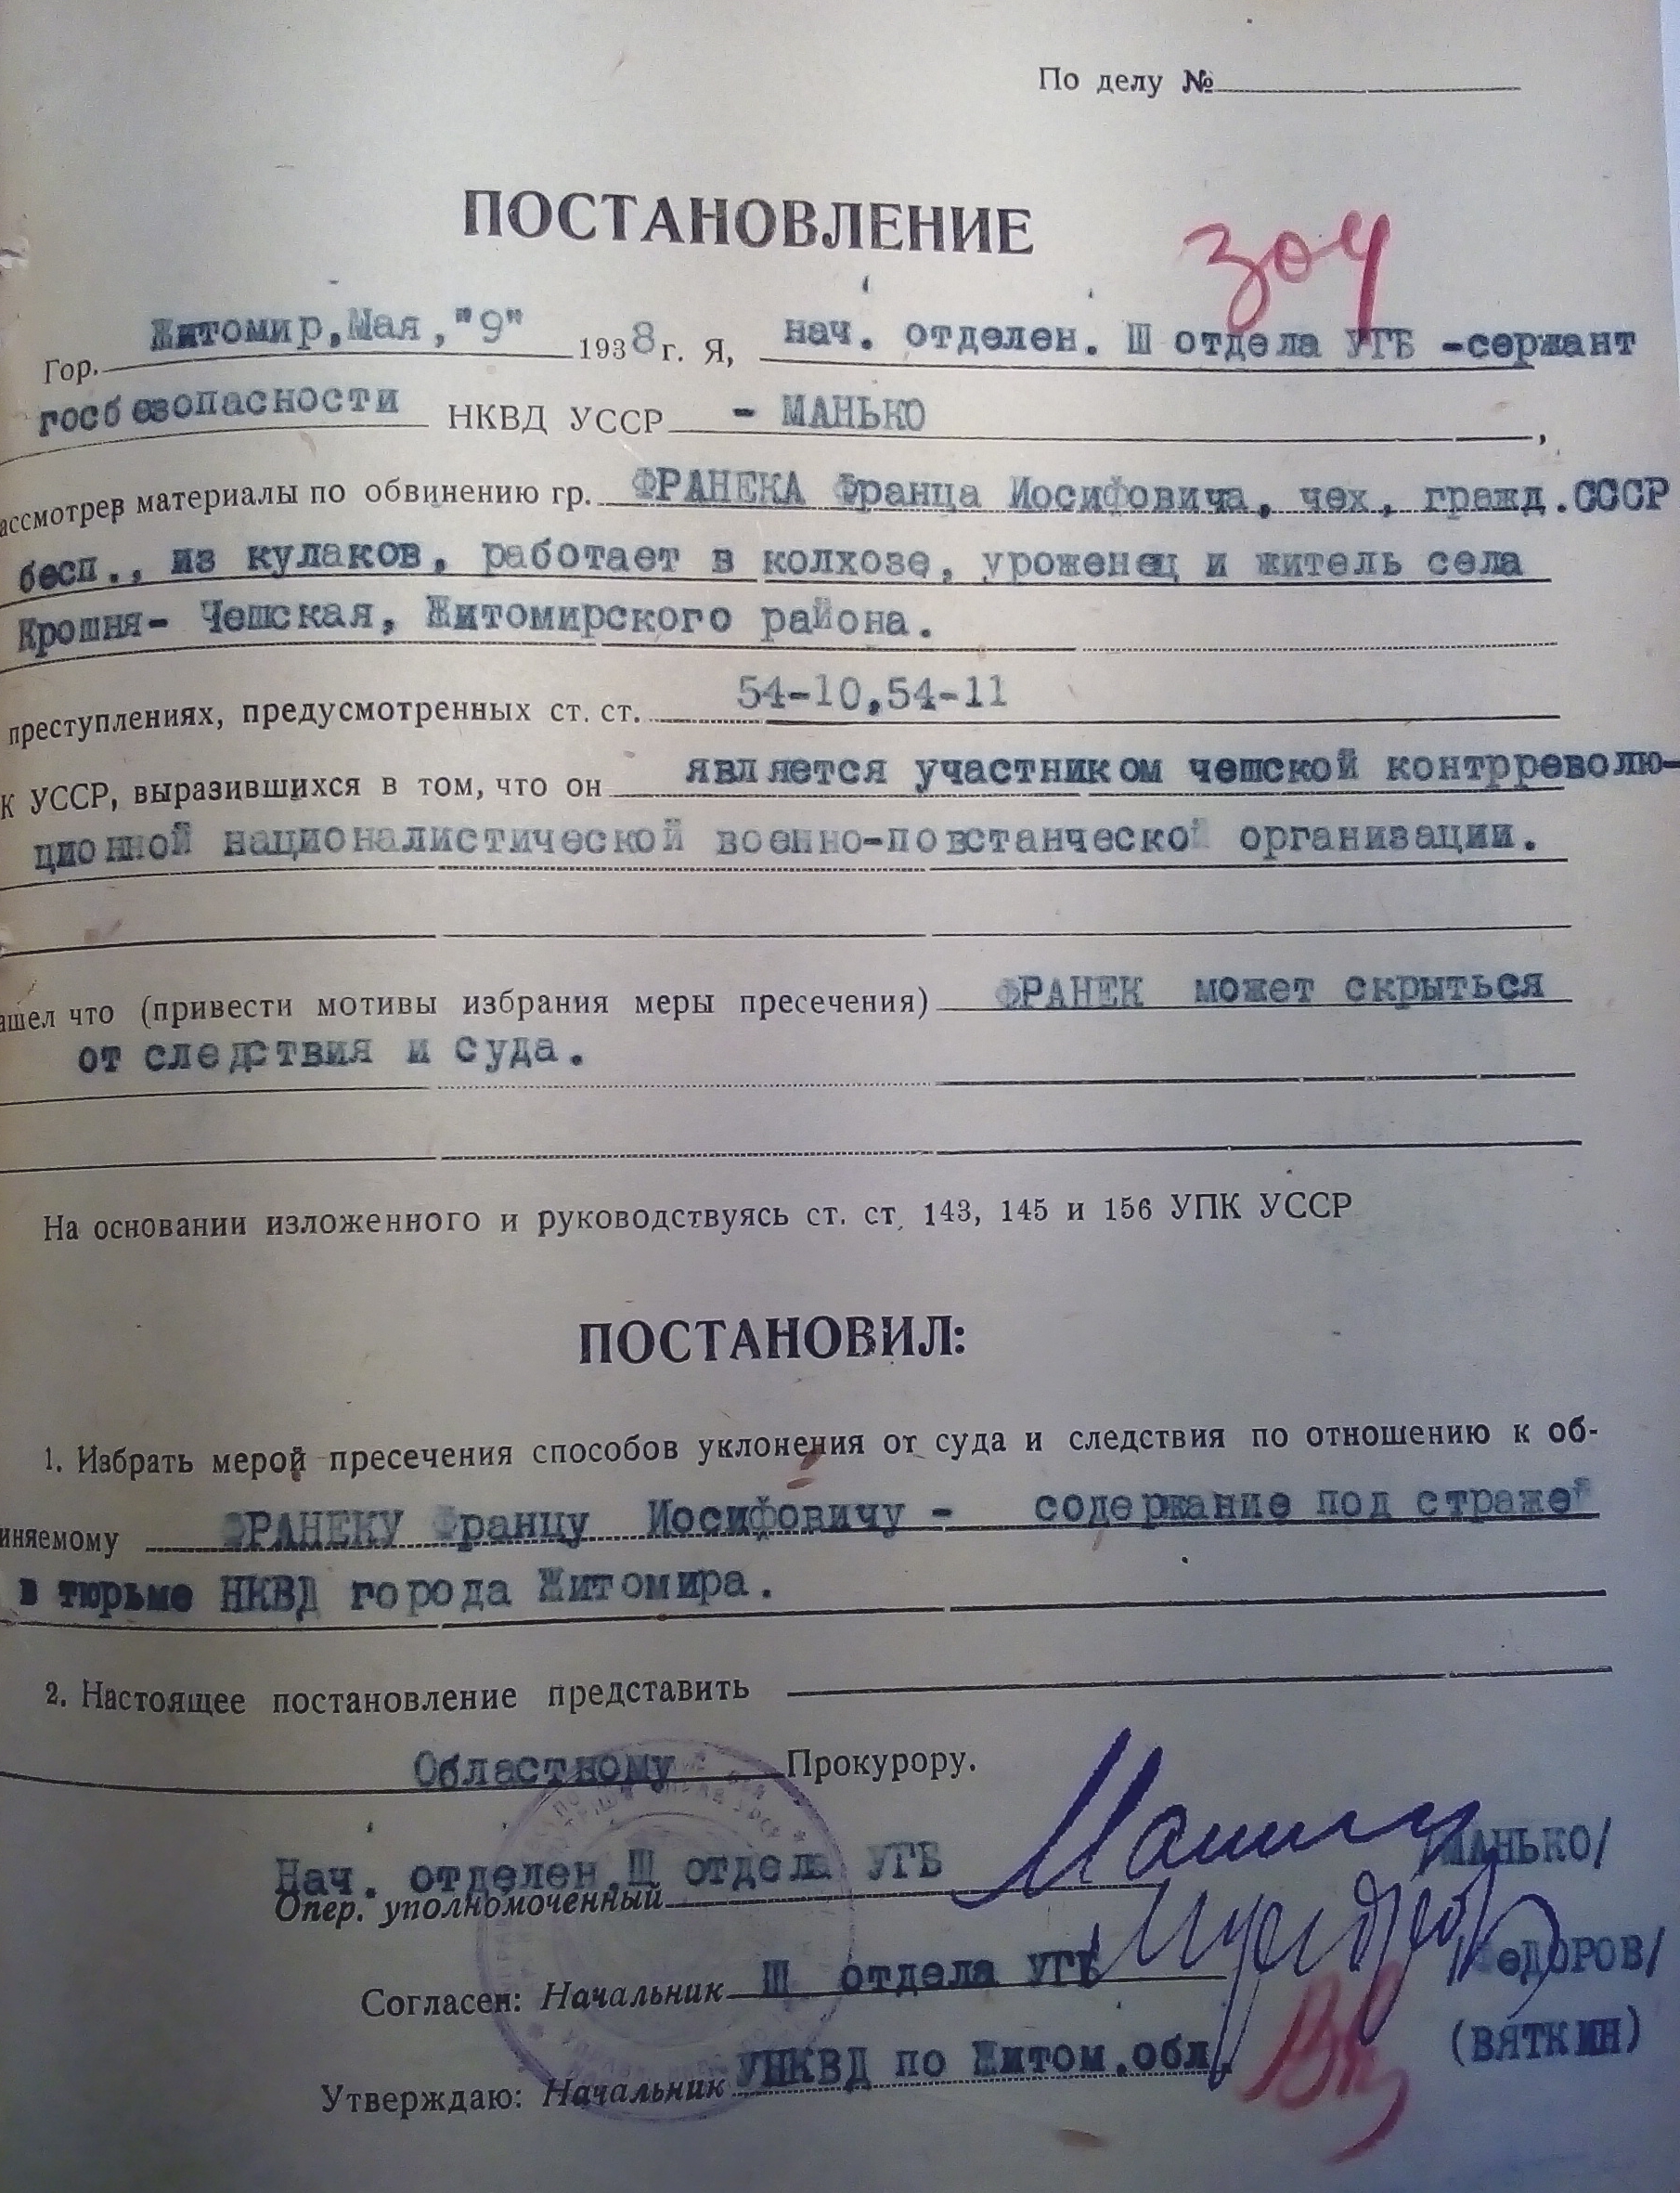 По делу №
ПОСТАНОВЛЕНИЕ
304
Гор. Житомир, Мая, "9" 1938 г. Я, нач. отделен. Ш отдела УГБ -сержант
госбезопасности НКВД УССР - МАНЬКО,
ассмотрев материалы по обвинению гр. ФРАНЕКА Франца Иосифовича, чех, гражд.СССР
бесп., из кулаков, работает в колхозе, уроженец и житель села
Крошня- Чешская, Житомирского района.
преступлениях, предусмотренных ст. ст. 54-10,54-11
К УССР, выразившихся в том, что он является участником чешской контрреволю-
ционной националистической военно-повстанческой организации.
ашел что (привести мотивы избрания меры пресечения) ФРАНЕК может скрыться
от следствия и суда.
На основании изложенного и руководствуясь ст. ст. 143, 145 и 156 УПК УССР
ПОСТАНОВИЛ:
1. Избрать мерой пресечения способов уклонения от суда и следствия по отношению к об-
иняемому ФРАНЕКУ Францу Иосифовичу - содержание под стражей
в тюрьме НКВД города Житомира.
2. Настоящее постановление представить
Областному Прокурору.
Нач. отделен.Ш отдела УГБ МАНЬКО/
Опер. уполномоченный
Согласен: Начальник Ш отдела УГБ /ФЕДОРОВ/
Утверждаю: Начальник УНКВД по Житом.обл. (ВЯТКИН)